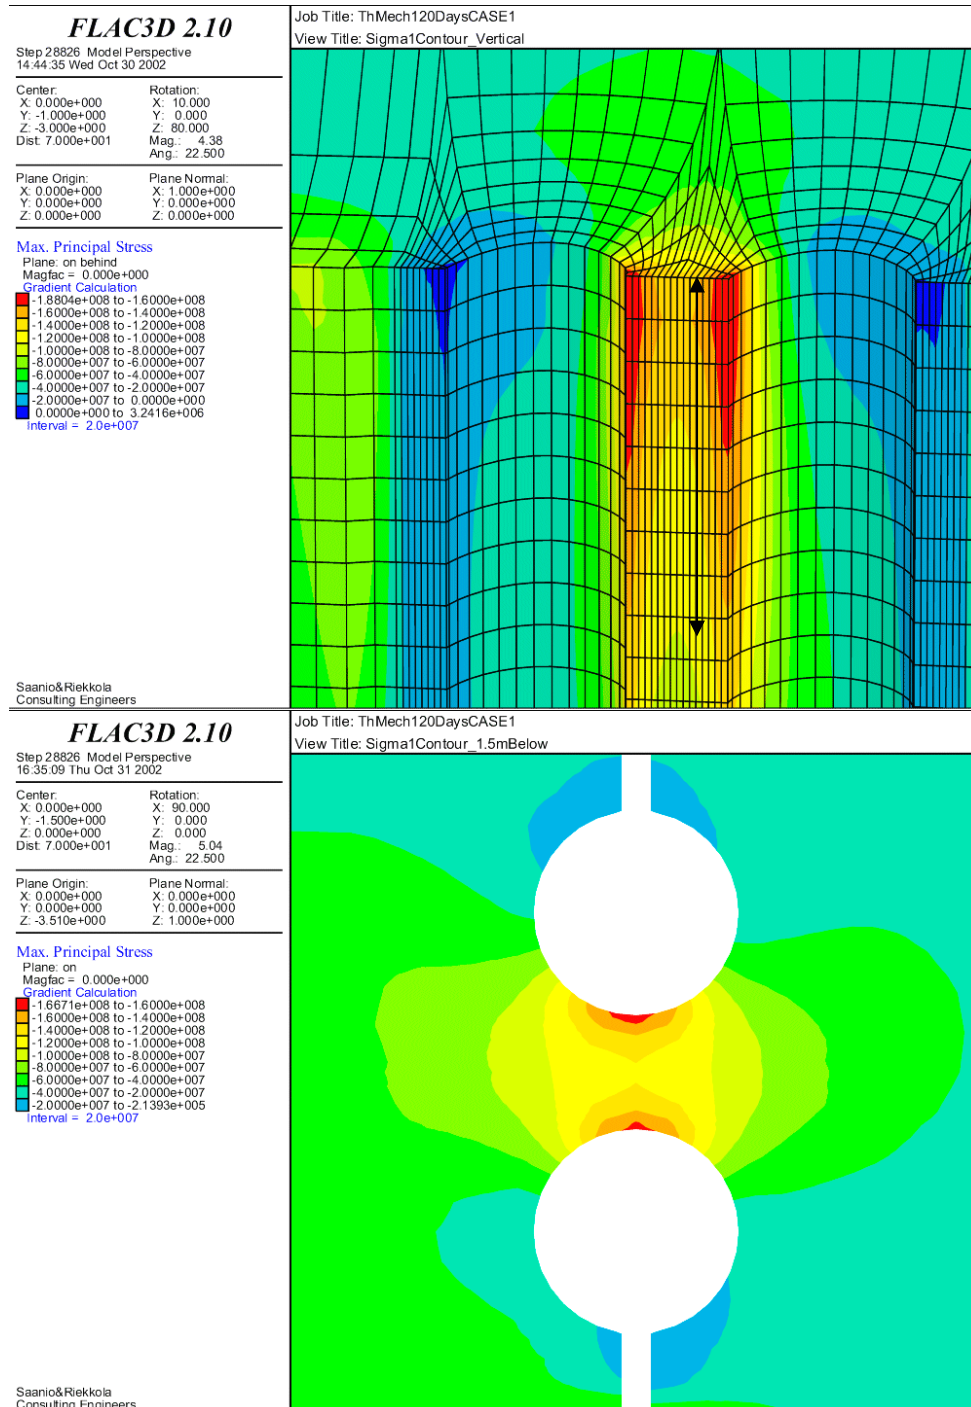 FLAC3D 2.10
Step 28826  Model Perspective
14:44:35 Wed Oct 30 2002
Center:
X: 0.000e+000
Y: -1.000e+000
Z: -3.000e+000
Dist: 7.000e+001
Rotation:
X: 10.000
Y: 0.000
Z: 80.000
Mag.: 4.38
Ang.: 22.500
Plane Origin:
X: 0.000e+000
Y: 0.000e+000
Z: 0.000e+000
Plane Normal:
X: 1.000e+000
Y: 0.000e+000
Z: 0.000e+000
Max. Principal Stress
Plane: on behind
Magfac = 0.000e+000
Gradient Calculation
-1.8804e+008 to -1.6000e+008
-1.6000e+008 to -1.4000e+008
-1.4000e+008 to -1.2000e+008
-1.2000e+008 to -1.0000e+008
-1.0000e+008 to -8.0000e+007
-8.0000e+007 to -6.0000e+007
-6.0000e+007 to -4.0000e+007
-4.0000e+007 to -2.0000e+007
-2.0000e+007 to 0.0000e+000
0.0000e+000 to 3.2416e+006
Interval = 2.0e+007
Saanio&Riekkola
Consulting Engineers
Job Title: ThMech120DaysCASE1
View Title: Sigma1Contour_Vertical
FLAC3D 2.10
Step 28826  Model Perspective
16:35:09 Thu Oct 31 2002
Center:
X: 0.000e+000
Y: -1.500e+000
Z: 0.000e+000
Dist: 7.000e+001
Rotation:
X: 90.000
Y: 0.000
Z: 0.000
Mag.: 5.04
Ang.: 22.500
Plane Origin:
X: 0.000e+000
Y: 0.000e+000
Z: -3.510e+000
Plane Normal:
X: 0.000e+000
Y: 0.000e+000
Z: 1.000e+000
Max. Principal Stress
Plane: on
Magfac = 0.000e+000
Gradient Calculation
-1.6671e+008 to -1.6000e+008
-1.6000e+008 to -1.4000e+008
-1.4000e+008 to -1.2000e+008
-1.2000e+008 to -1.0000e+008
-1.0000e+008 to -8.0000e+007
-8.0000e+007 to -6.0000e+007
-6.0000e+007 to -4.0000e+007
-4.0000e+007 to -2.0000e+007
-2.0000e+007 to -2.1393e+005
Interval = 2.0e+007
Saanio&Riekkola
Consulting Engineers
Job Title: ThMech120DaysCASE1
View Title: Sigma1Contour_1.5mBelow